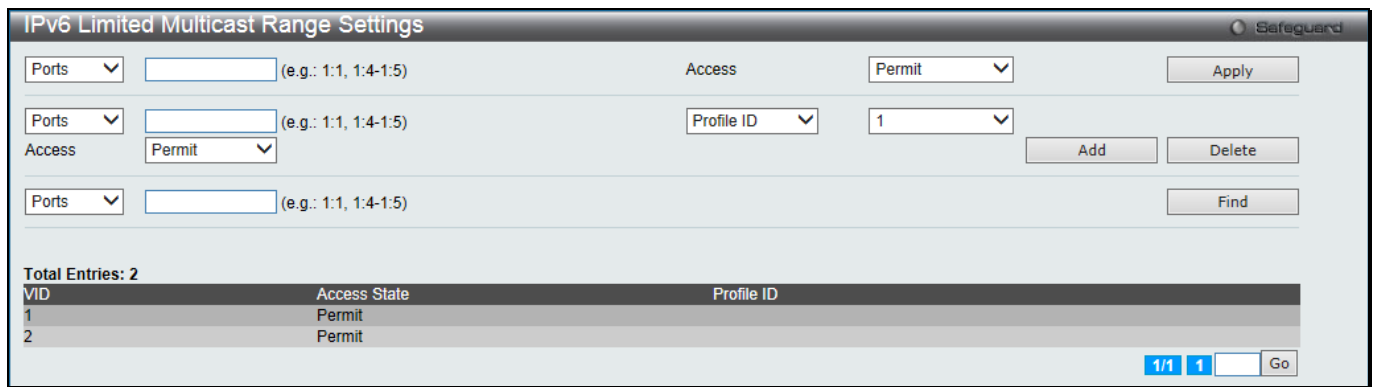 IPv6 Limited Multicast Range Settings Safeguard
Ports (e.g.: 1:1, 1:4-1:5) Access Permit Apply
Ports (e.g.: 1:1, 1:4-1:5) Profile ID 1
Access Permit Add Delete
Ports (e.g.: 1:1, 1:4-1:5) Find
Total Entries: 2
VID Access State Profile ID
1 Permit
2 Permit
1/1 1 Go